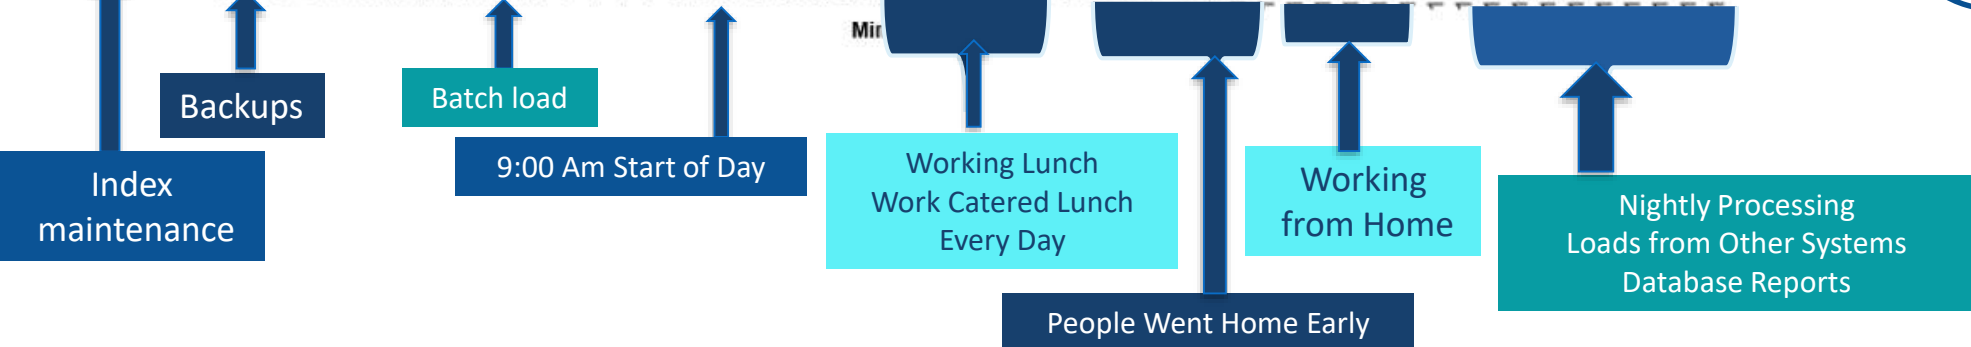 Backups
Batch load
9:00 Am Start of Day
Index
maintenance
Working Lunch
Work Catered Lunch
Every Day
People Went Home Early
Working
from Home
Nightly Processing
Loads from Other Systems
Database Reports